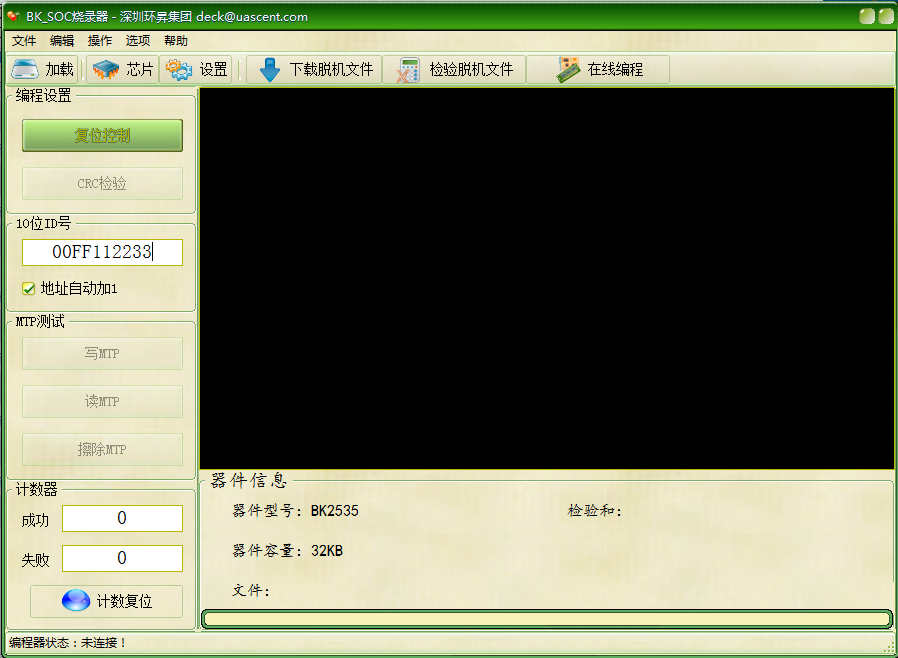 BK_SOC烧录器 - 深圳环昇集团 deck@uascent.com
文件 编辑 操作 选项 帮助
加载 芯片 设置 下载脱机文件 检验脱机文件 在线编程
编程设置
复位控制
CRC检验
10位ID号
00FF112233
地址自动加1
MTP测试
写MTP
读MTP
擦除MTP
计数器
成功 0
失败 0
计数复位
器件信息
器件型号: BK2535 检验和:
器件容量: 32KB
文件:
编程器状态：未连接！